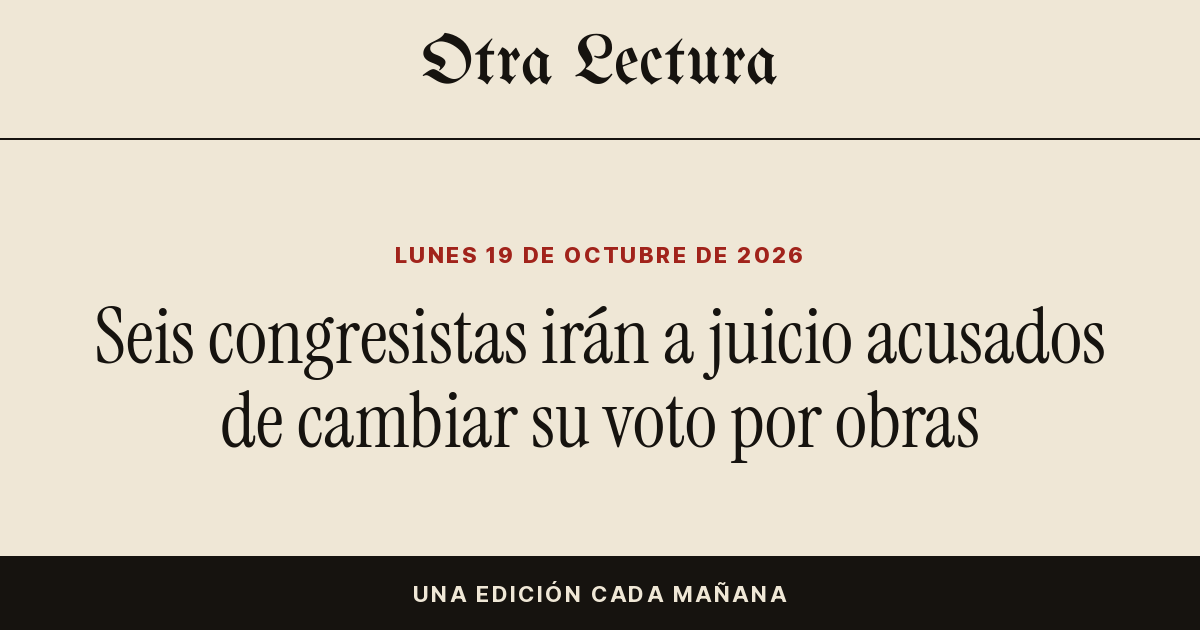 Otra Lectura
LUNES 19 DE OCTUBRE DE 2026
Seis congresistas irán a juicio acusados
de cambiar su voto por obras
UNA EDICIÓN CADA MAÑANA